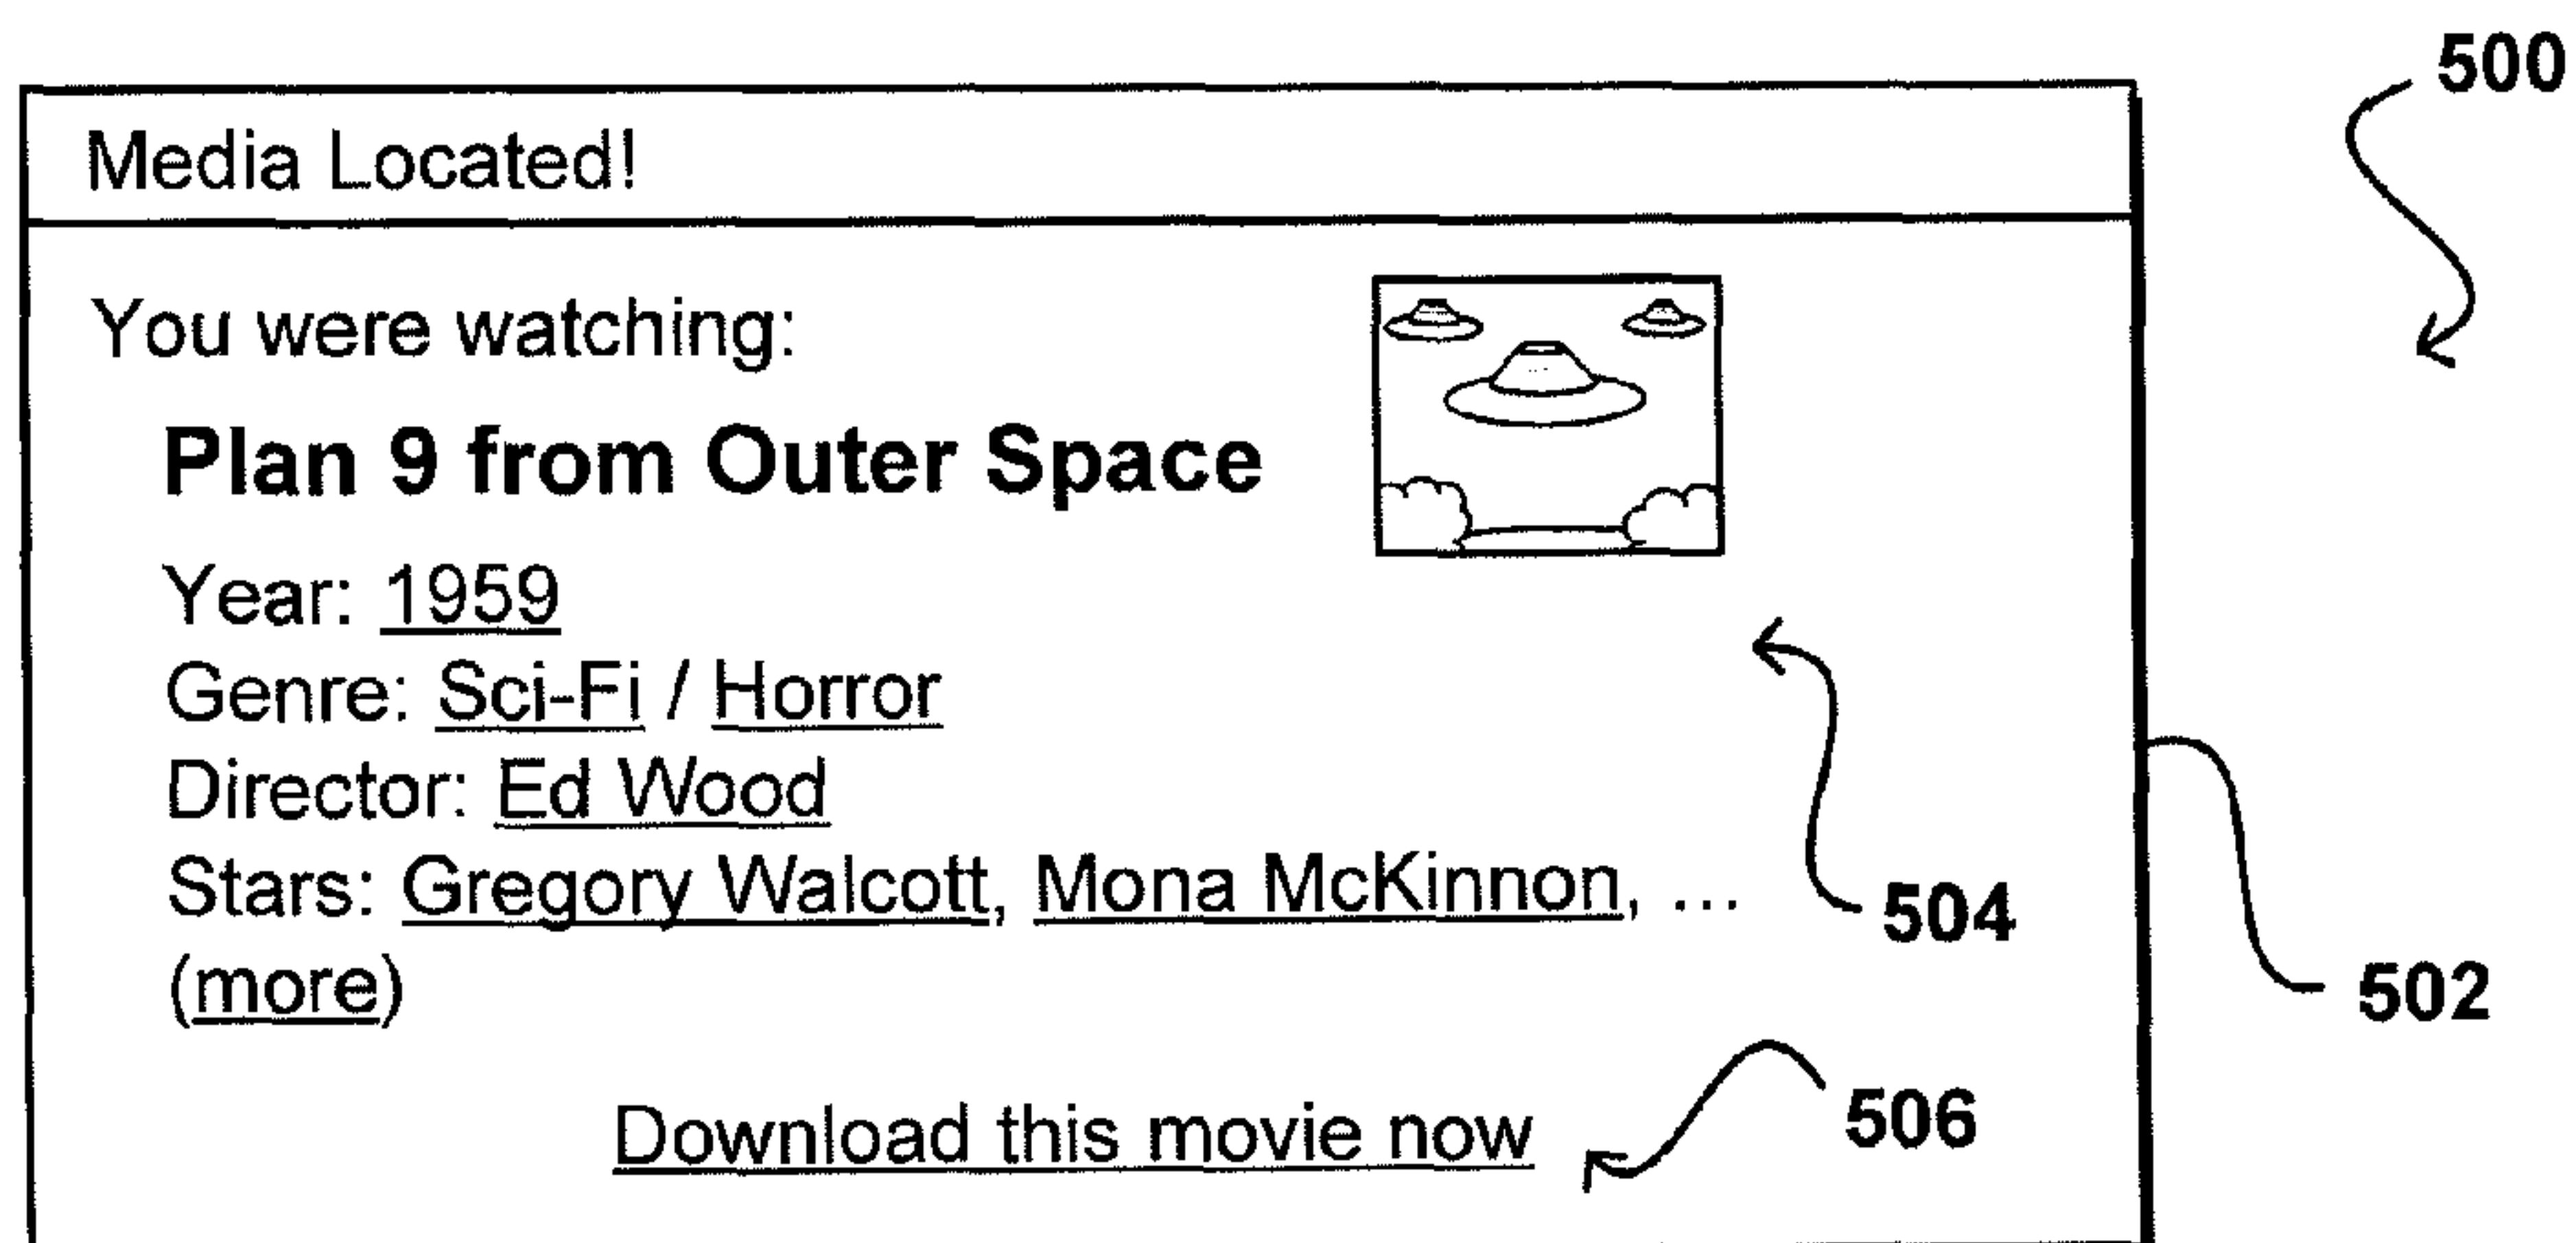 500
Media Located!
You were watching:
Plan 9 from Outer Space
Year: 1959
Genre: Sci-Fi / Horror
Director: Ed Wood
Stars: Gregory Walcott, Mona McKinnon, ...
504
(more)
502
Download this movie now
506